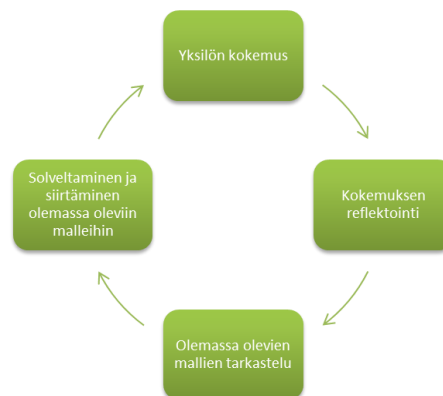 Yksilön kokemus
Kokemuksen
reflektointi
Olemassa olevien
mallien tarkastelu
Solveltaminen ja
siirtäminen
olemassa oleviin
malleihin